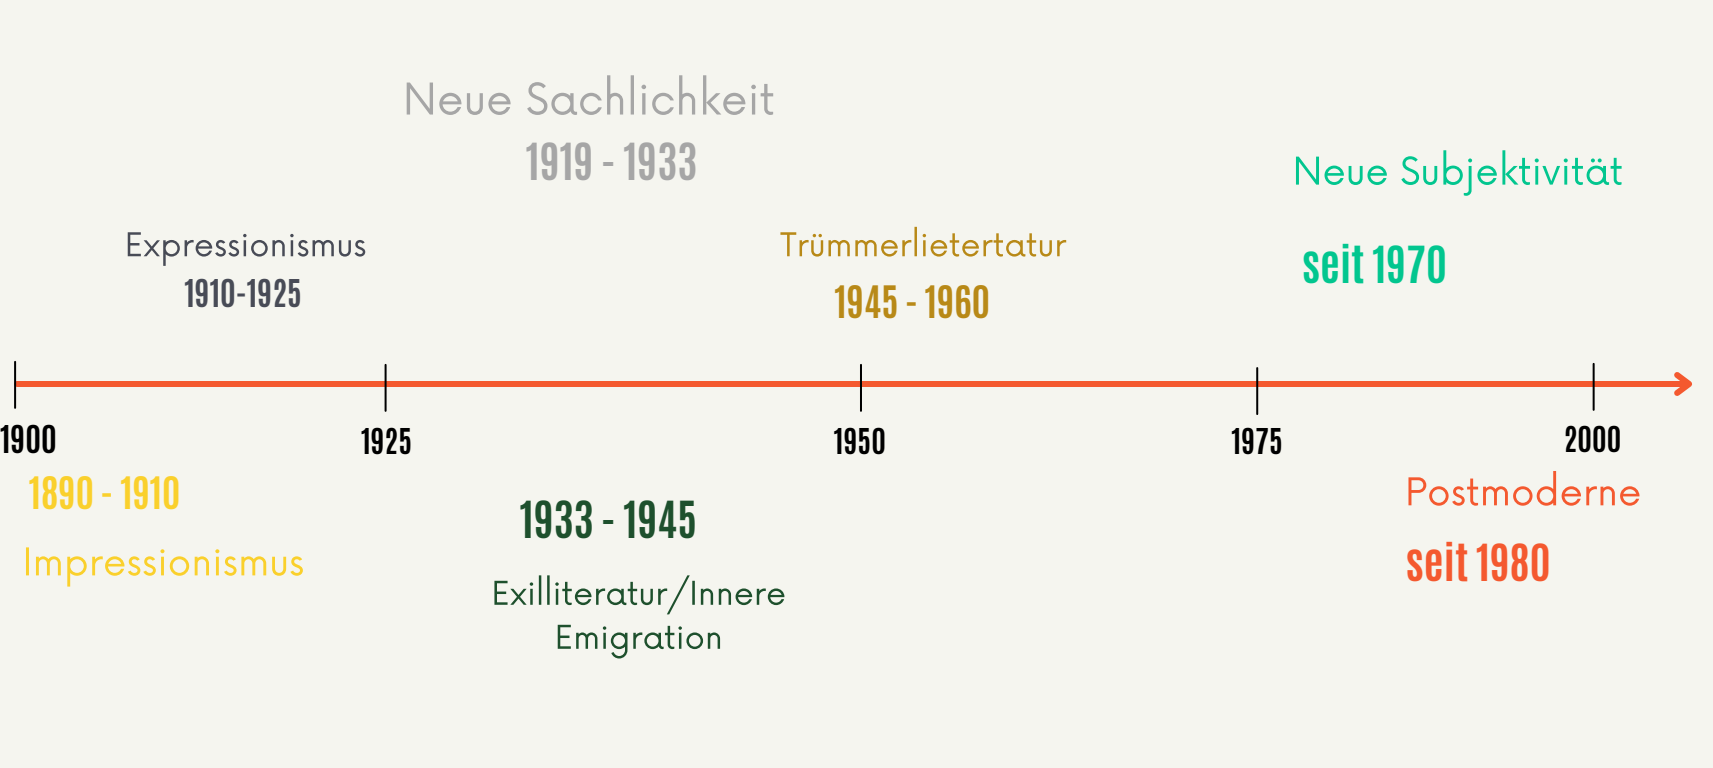 Neue Sachlichkeit
1919 - 1933
Neue Subjektivität
seit 1970
Expressionismus
1910-1925
Trümmerlietertatur
1945 - 1960
1900
1925
1950
1975
2000
1890 - 1910
Impressionismus
1933 - 1945
Exilliteratur/Innere
Emigration
Postmoderne
seit 1980